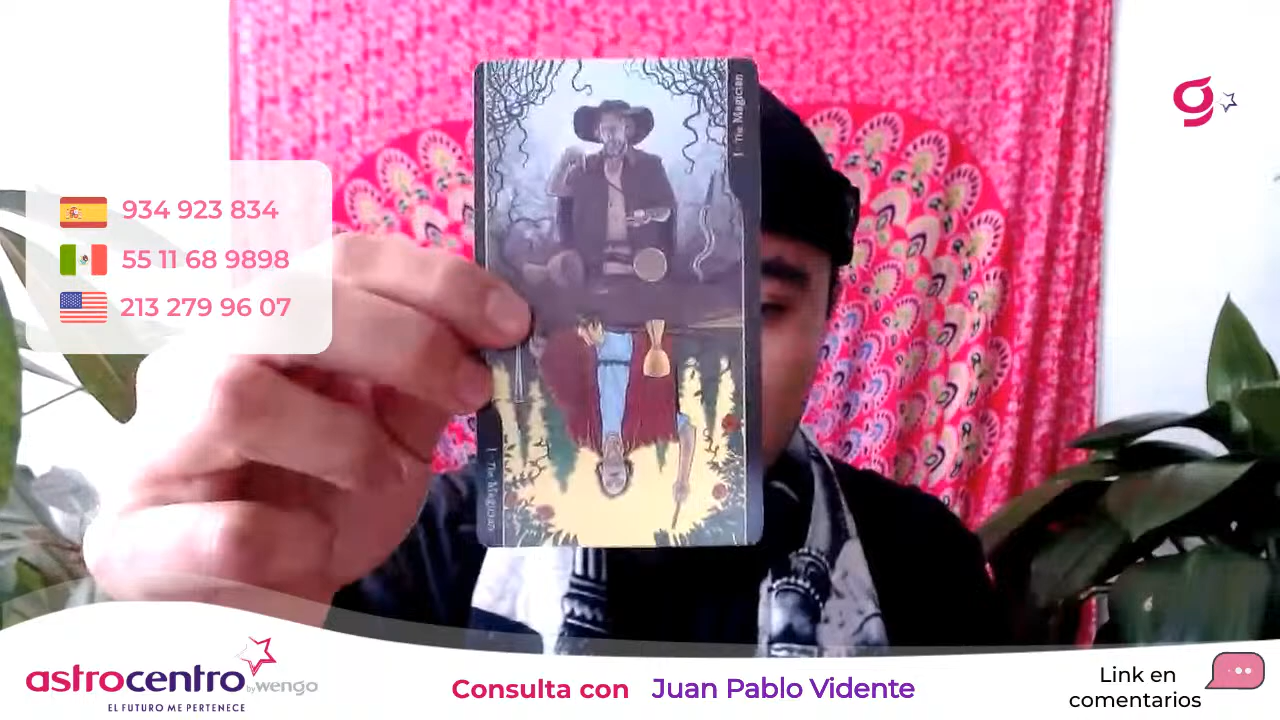 I The Magician
g
934 923 834
55 11 68 9898
213 279 96 07
I The Magician
astrocentro
by wengo
EL FUTURO ME PERTENECE
Consulta con Juan Pablo Vidente
Link en
comentarios